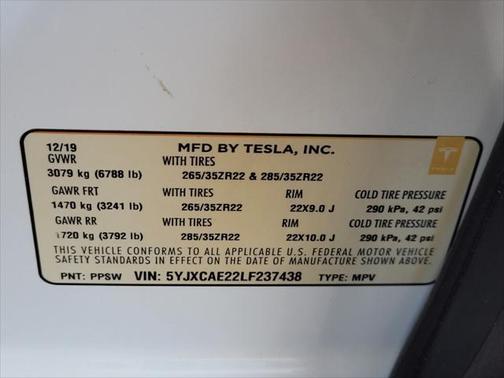 12/19 MFD BY TESLA, INC.
GVWR WITH TIRES
3079 kg (6788 lb) 265/35ZR22 & 285/35ZR22
GAWR FRT WITH TIRES RIM COLD TIRE PRESSURE
1470 kg (3241 lb) 265/35ZR22 22X9.0 J 290 kPa, 42 psi
GAWR RR WITH TIRES RIM COLD TIRE PRESSURE
1720 kg (3792 lb) 285/35ZR22 22X10.0 J 290 kPa, 42 psi
THIS VEHICLE CONFORMS TO ALL APPLICABLE U.S. FEDERAL MOTOR VEHICLE
SAFETY STANDARDS IN EFFECT ON THE DATE OF MANUFACTURE SHOWN ABOVE.
PNT: PPSW VIN: 5YJXCAE22LF237438 TYPE: MPV